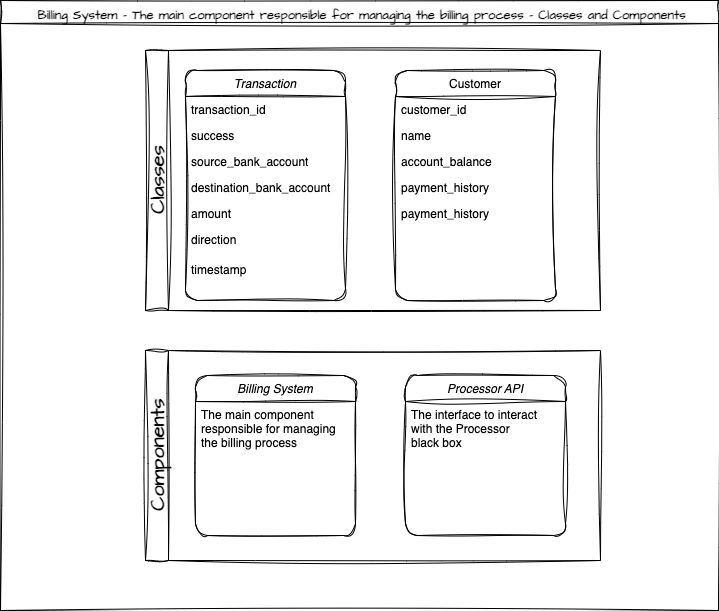 Billing System - The main component responsible for managing the billing process - Classes and Components
Classes
Transaction
transaction_id
success
source_bank_account
destination_bank_account
amount
direction
timestamp
Customer
customer_id
name
account_balance
payment_history
payment_history
Components
Billing System
The main component
responsible for managing
the billing process
Processor API
The interface to interact
with the Processor
black box